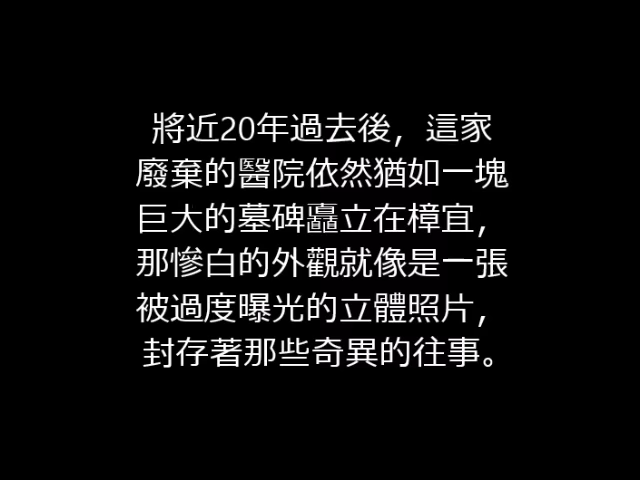 將近20年過去後，這家
廢棄的醫院依然猶如一塊
巨大的墓碑矗立在樟宜，
那慘白的外觀就像是一張
被過度曝光的立體照片，
封存著那些奇異的往事。